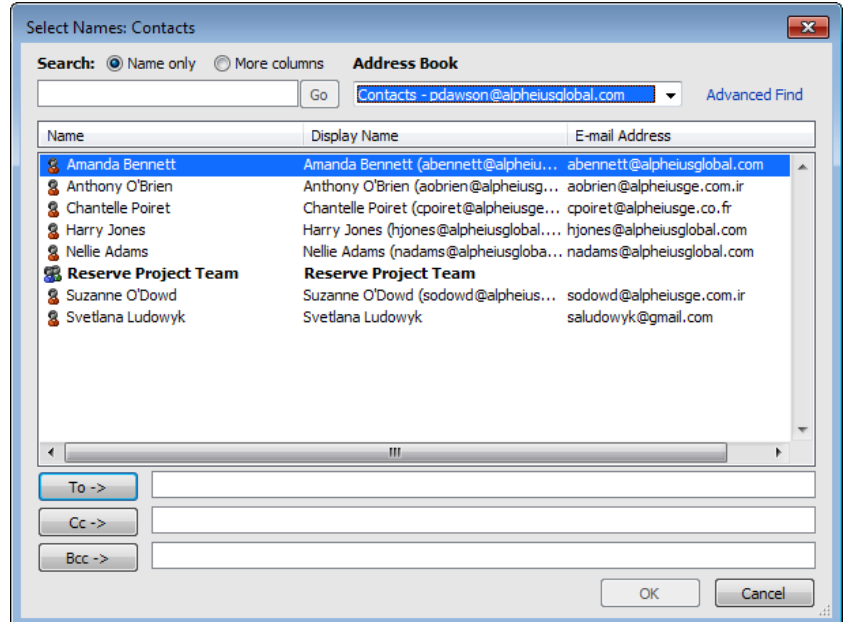 Select Names: Contacts
Search: Name only More columns Address Book
Go Contacts - pdawson@alpheiusglobal.com Advanced Find
Name Display Name E-mail Address
Amanda Bennett Amanda Bennett (abennett@alpheiu... abennett@alpheiusglobal.com
Anthony O'Brien Anthony O'Brien (aobrien@alpheiusg... aobrien@alpheiusge.com.ir
Chantelle Poiret Chantelle Poiret (cpoiret@alpheiusge... cpoiret@alpheiusge.co.fr
Harry Jones Harry Jones (hjones@alpheiusglobal.... hjones@alpheiusglobal.com
Nellie Adams Nellie Adams (nadams@alpheiusgloba... nadams@alpheiusglobal.com
Reserve Project Team Reserve Project Team
Suzanne O'Dowd Suzanne O'Dowd (sodowd@alpheius... sodowd@alpheiusge.com.ir
Svetlana Ludowyk Svetlana Ludowyk saludowyk@gmail.com
To ->
Cc ->
Bcc ->
OK Cancel